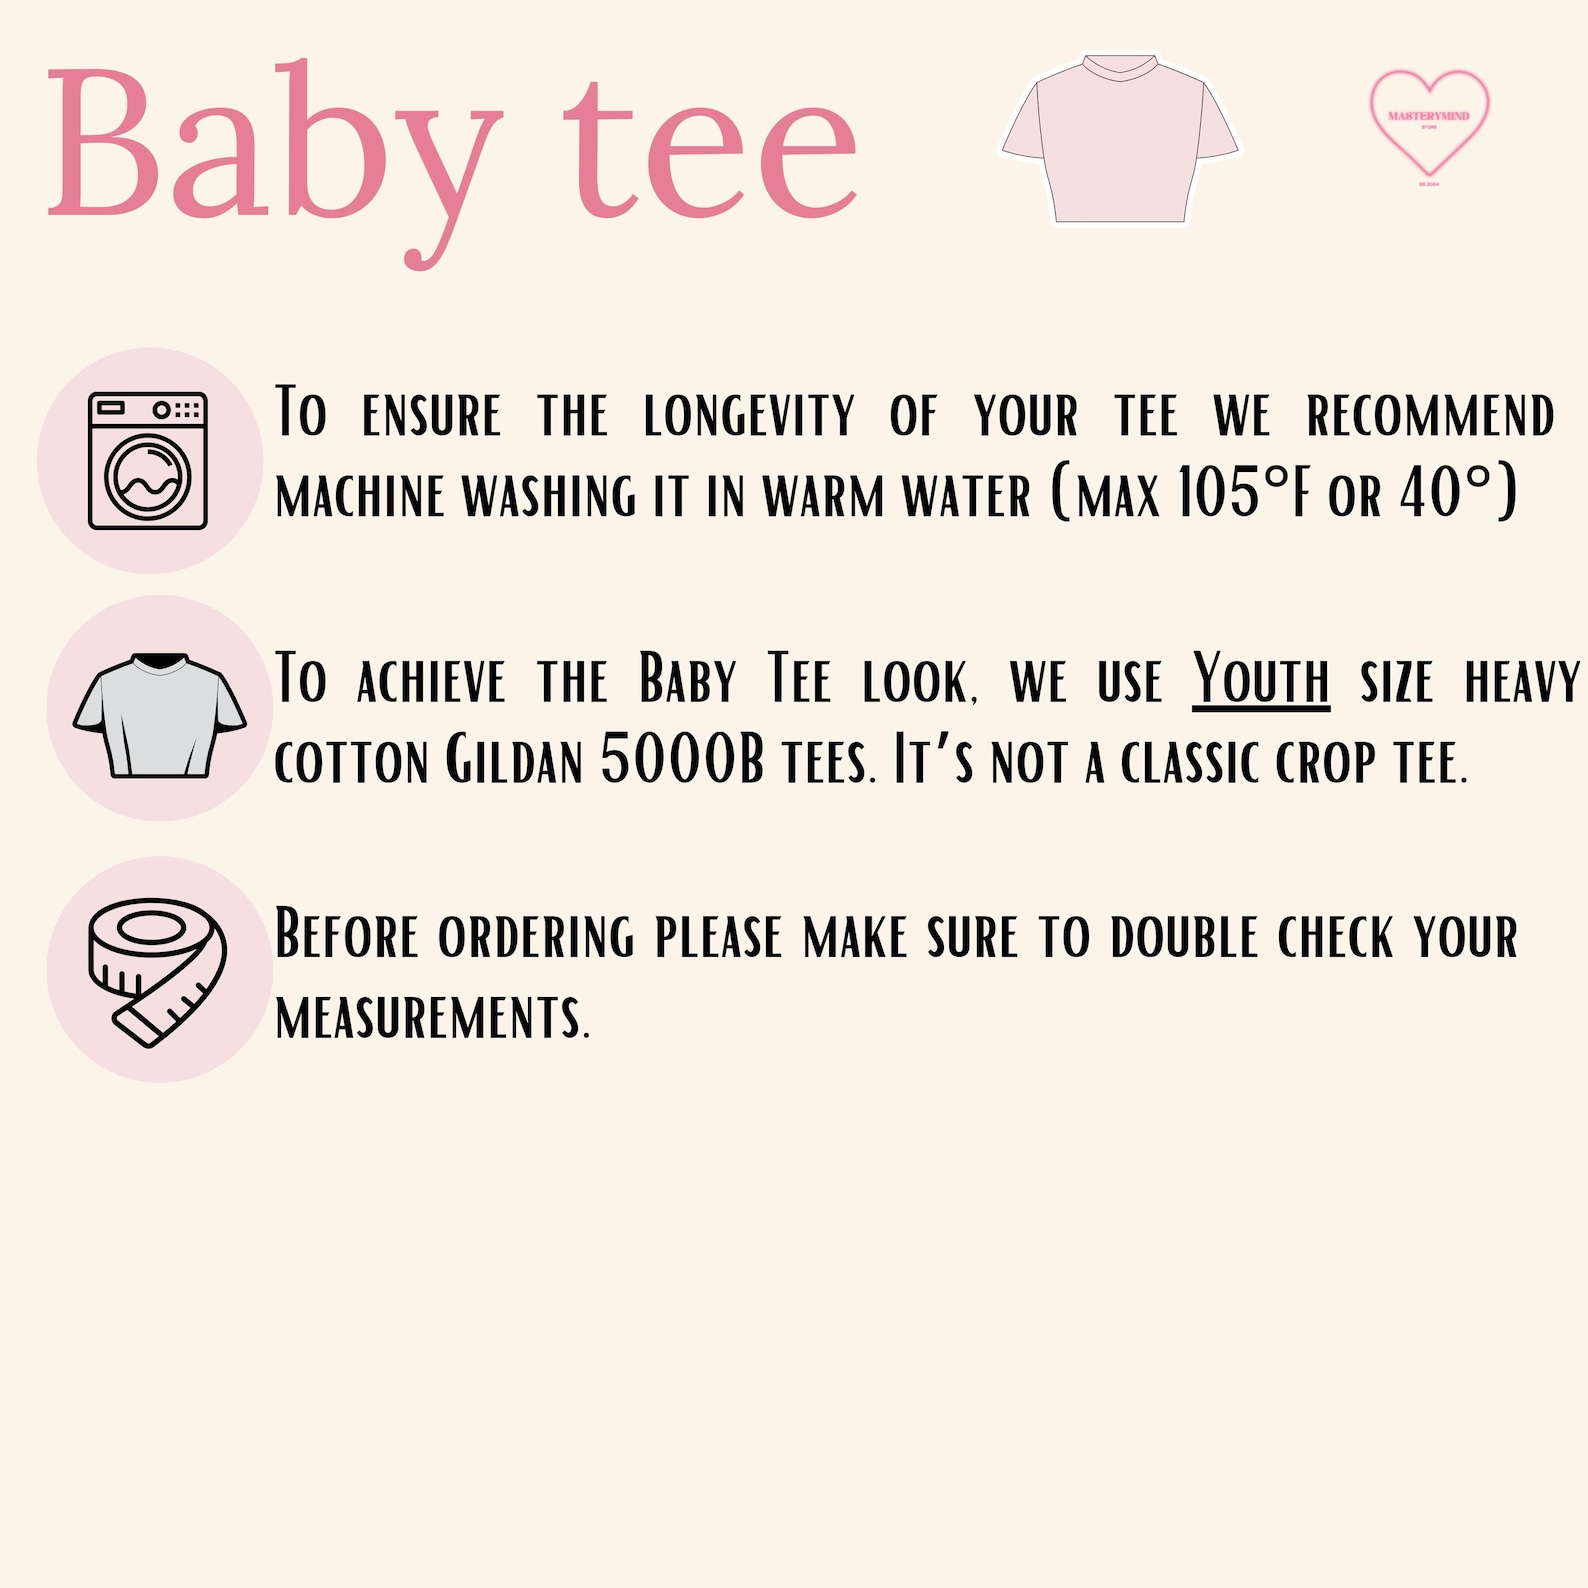 Baby tee
MASTERYMIND
STORE
ES 2024
To ensure the longevity of your tee we recommend
machine washing it in warm water (max 105°F or 40°)
To achieve the Baby Tee look, we use Youth size heavy
cotton Gildan 5000B tees. It's not a classic crop tee.
Before ordering please make sure to double check your
measurements.